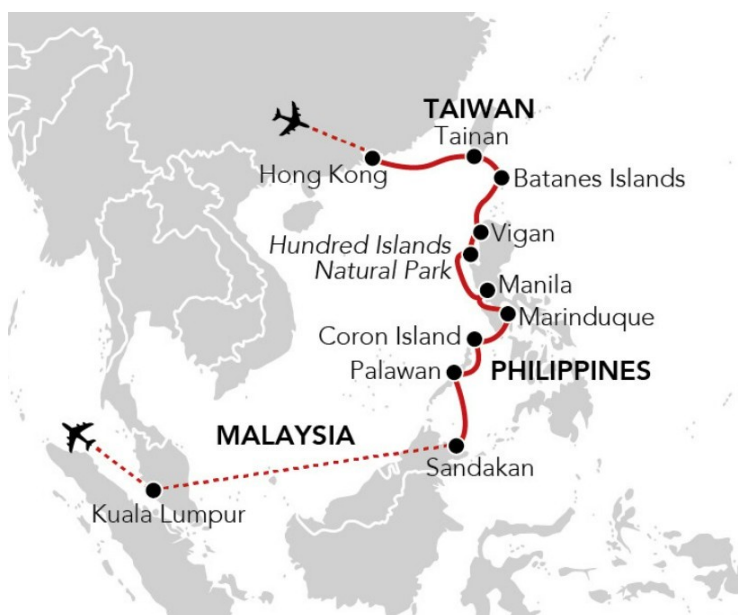 TAIWAN
Tainan
Hong Kong
Batanes Islands
Vigan
Hundred Islands
Natural Park
Manila
Marinduque
Coron Island
Palawan
PHILIPPINES
MALAYSIA
Sandakan
Kuala Lumpur